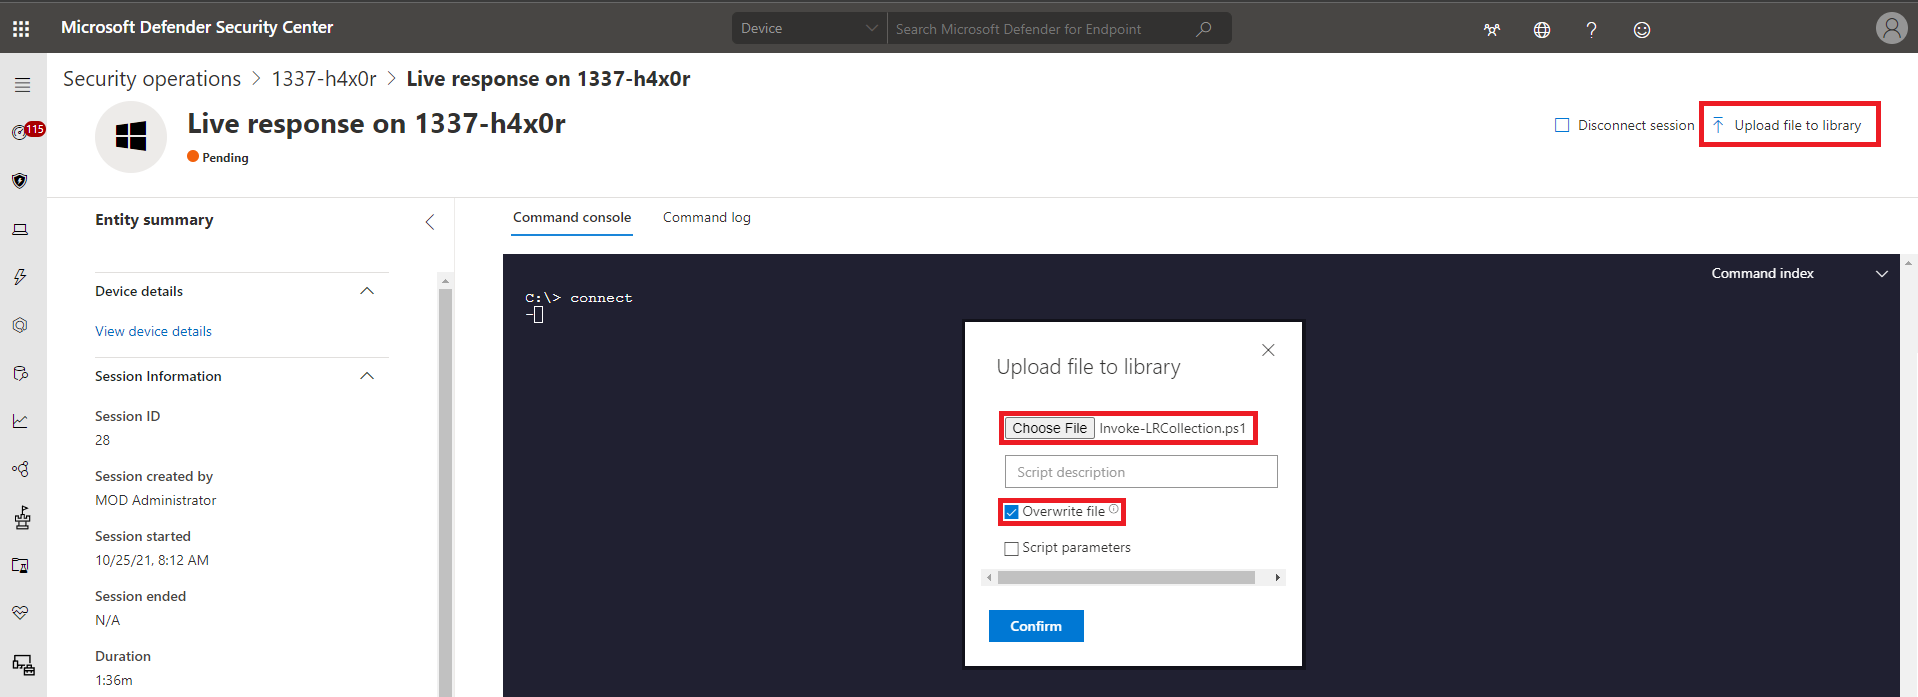 Microsoft Defender Security Center
Device
Search Microsoft Defender for Endpoint
?
Security operations > 1337-h4x0r > Live response on 1337-h4x0r
115
Live response on 1337-h4x0r
Pending
Disconnect session
Upload file to library
Entity summary
Device details
View device details
Session Information
Session ID
28
Session created by
MOD Administrator
Session started
10/25/21, 8:12 AM
Session ended
N/A
Duration
1:36m
Command console
Command log
Command index
C:\> connect
-
Upload file to library
Choose File Invoke-LRCollection.ps1
Script description
Overwrite file
Script parameters
Confirm